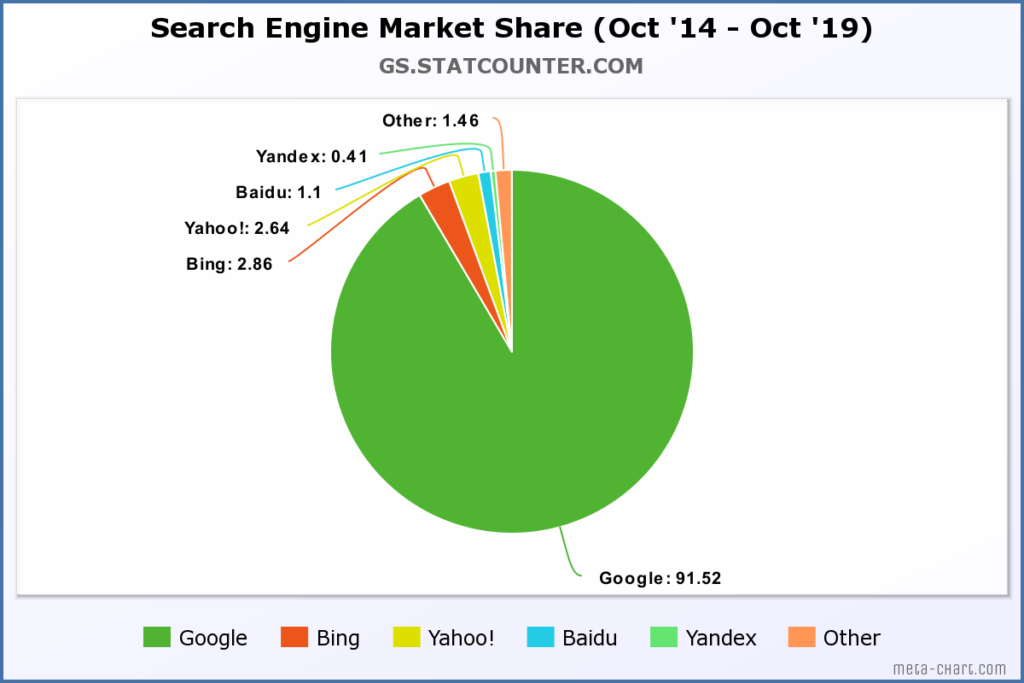 Search Engine Market Share (Oct '14 - Oct '19)
GS.STATCOUNTER.COM
Other: 1.46
Yandex: 0.41
Baidu: 1.1
Yahoo!: 2.64
Bing: 2.86
Google: 91.52
Google Bing Yahoo! Baidu Yandex Other
meta-chart.com